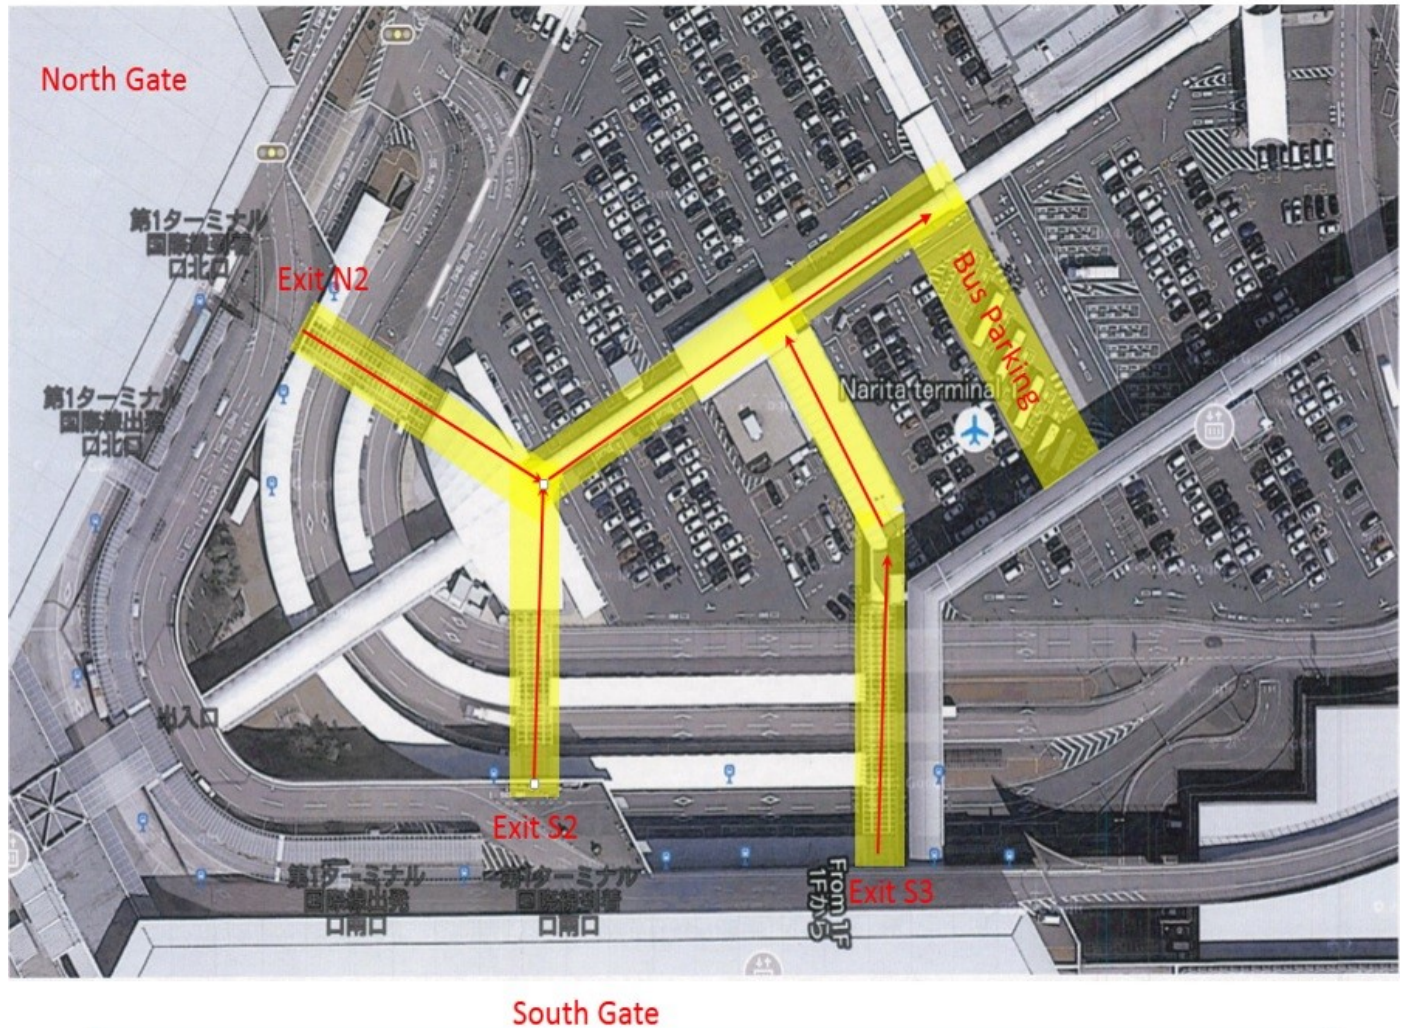 North Gate
第1ターミナル
国際線到着
口北口
Exit N2
第1ターミナル
国際線出発
口北口
Bus Parking
Narita terminal
出入口
Exit S2
第1ターミナル
国際線出発
口南口
第1ターミナル
国際線到着
口南口
From 1F
1Fから
Exit S3
South Gate